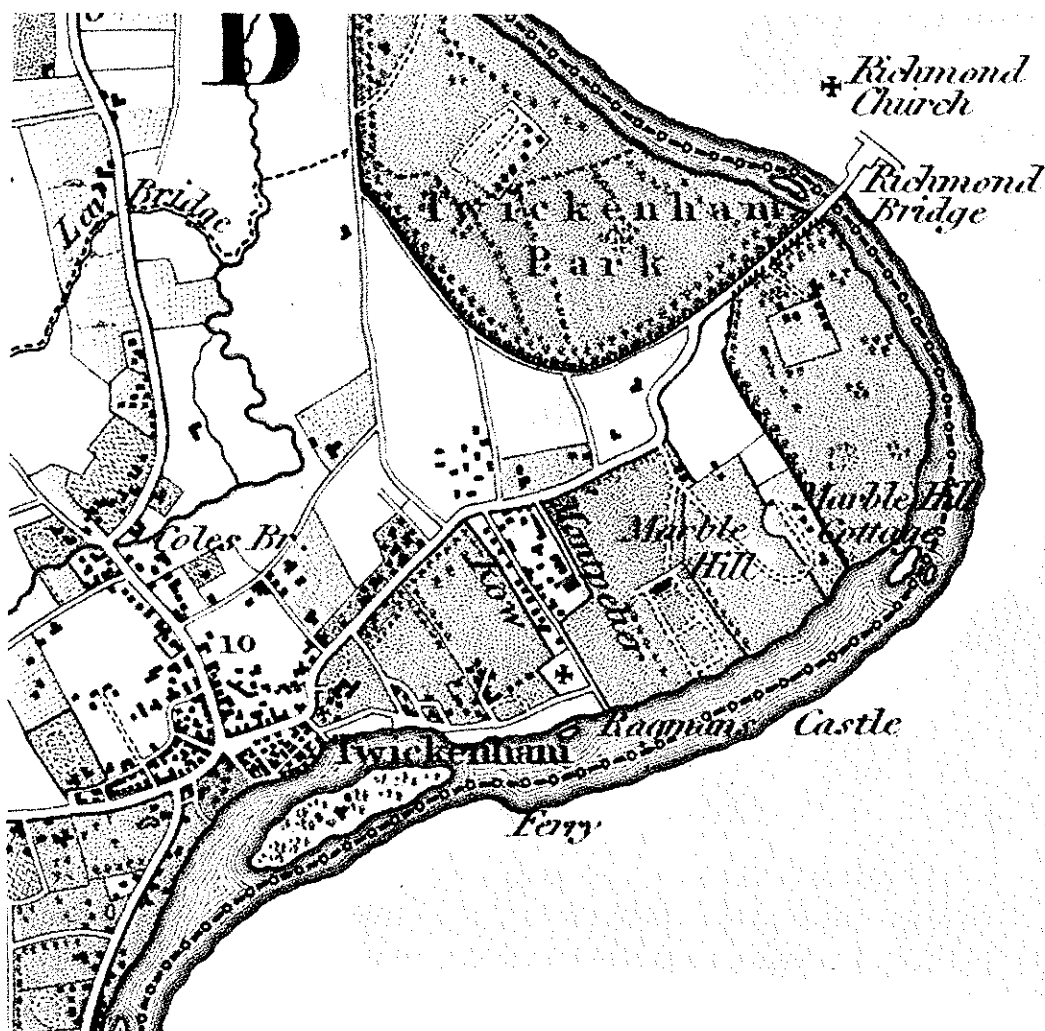 D
Richmond
Church
Richmond
Bridge
Bridge
Twickenham
Park
Marble Hill
Cottage
Marble
Hill
Coles Br
Montpelier
Row
10
Ragmans Castle
Twickenham
Ferry